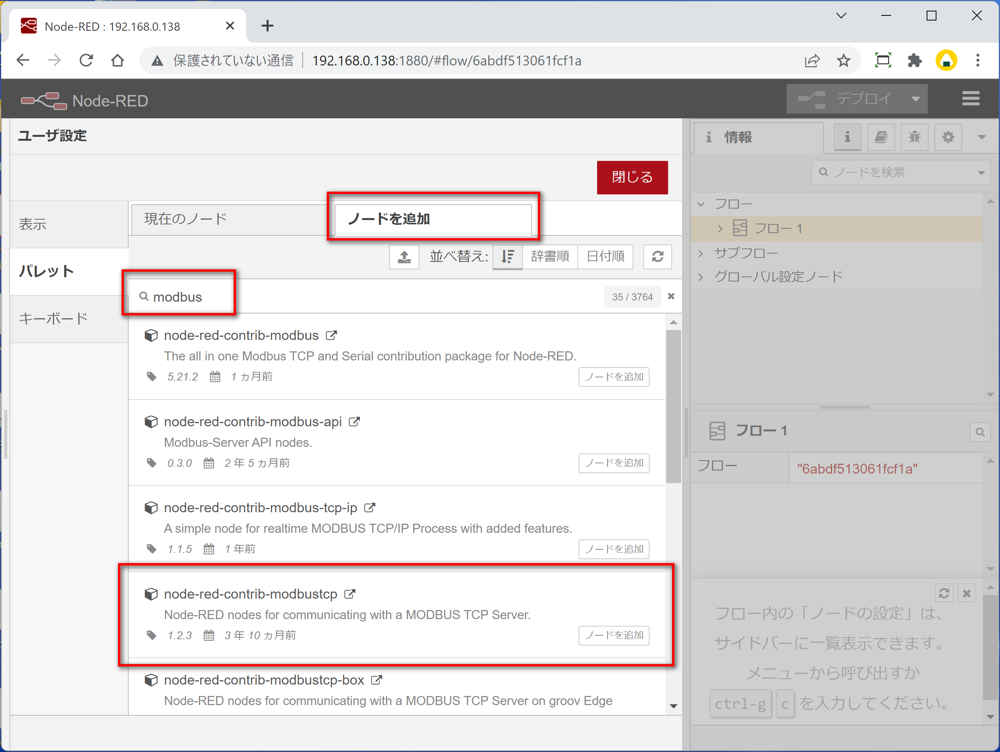 Node-RED : 192.168.0.138
保護されていない通信
192.168.0.138:1880/#flow/6abdf513061fcf1a
Node-RED
デプロイ
ユーザ設定
閉じる
表示
パレット
キーボード
現在のノード
ノードを追加
並べ替え:
辞書順
日付順
modbus
35 / 3764
node-red-contrib-modbus
The all in one Modbus TCP and Serial contribution package for Node-RED.
5.21.2
1 ヵ月前
ノードを追加
node-red-contrib-modbus-api
Modbus-Server API nodes.
0.3.0
2 年 5 ヵ月前
ノードを追加
node-red-contrib-modbus-tcp-ip
A simple node for realtime MODBUS TCP/IP Process with added features.
1.1.5
1 年前
ノードを追加
node-red-contrib-modbustcp
Node-RED nodes for communicating with a MODBUS TCP Server.
1.2.3
3 年 10 ヵ月前
ノードを追加
node-red-contrib-modbustcp-box
Node-RED nodes for communicating with a MODBUS TCP Server on groov Edge
情報
ノードを検索
フロー
フロー 1
サブフロー
グローバル設定ノード
フロー 1
フロー
"6abdf513061fcf1a"
フロー内の「ノードの設定」は、
サイドバーに一覧表示できます。
メニューから呼び出すか
ctrl-g c を入力してください。